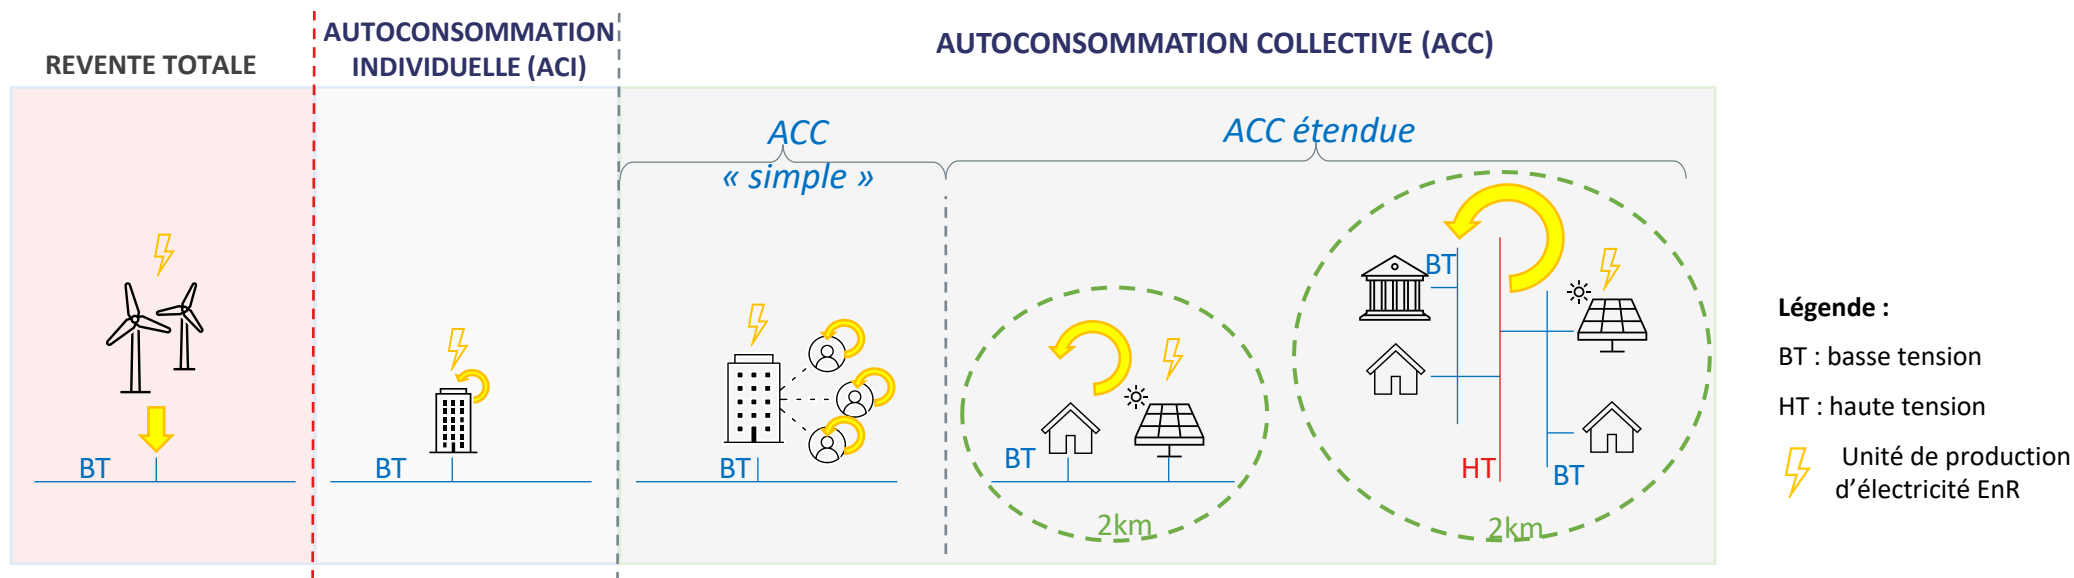 REVENTE TOTALE
AUTOCONSOMMATION
INDIVIDUELLE (ACI)
AUTOCONSOMMATION COLLECTIVE (ACC)
ACC
« simple »
ACC étendue
BT
BT
BT
BT
2km
BT
HT
BT
2km
Légende :
BT : basse tension
HT : haute tension
Unité de production
d’électricité EnR